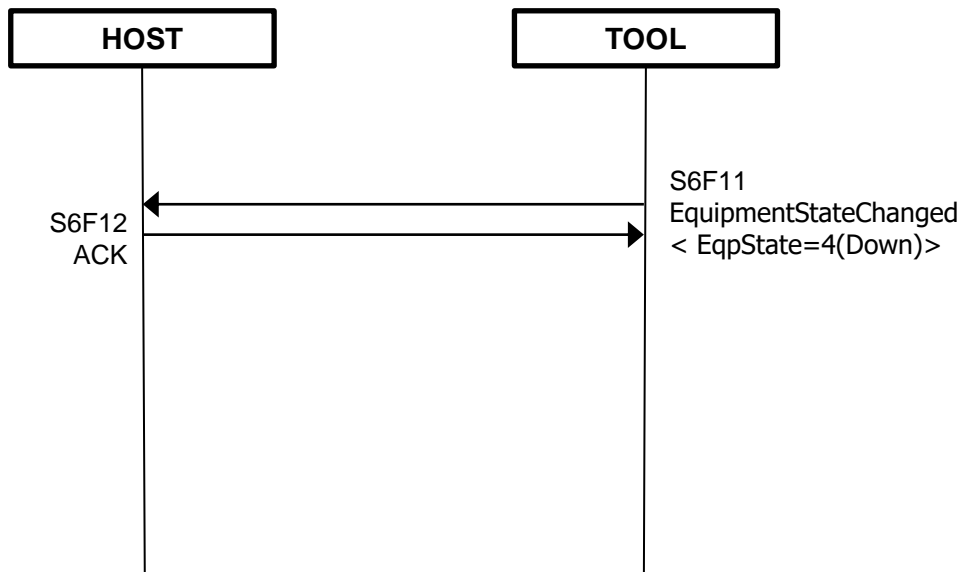 HOST
TOOL
S6F11
EquipmentStateChanged
< EqpState=4(Down)>
S6F12
ACK